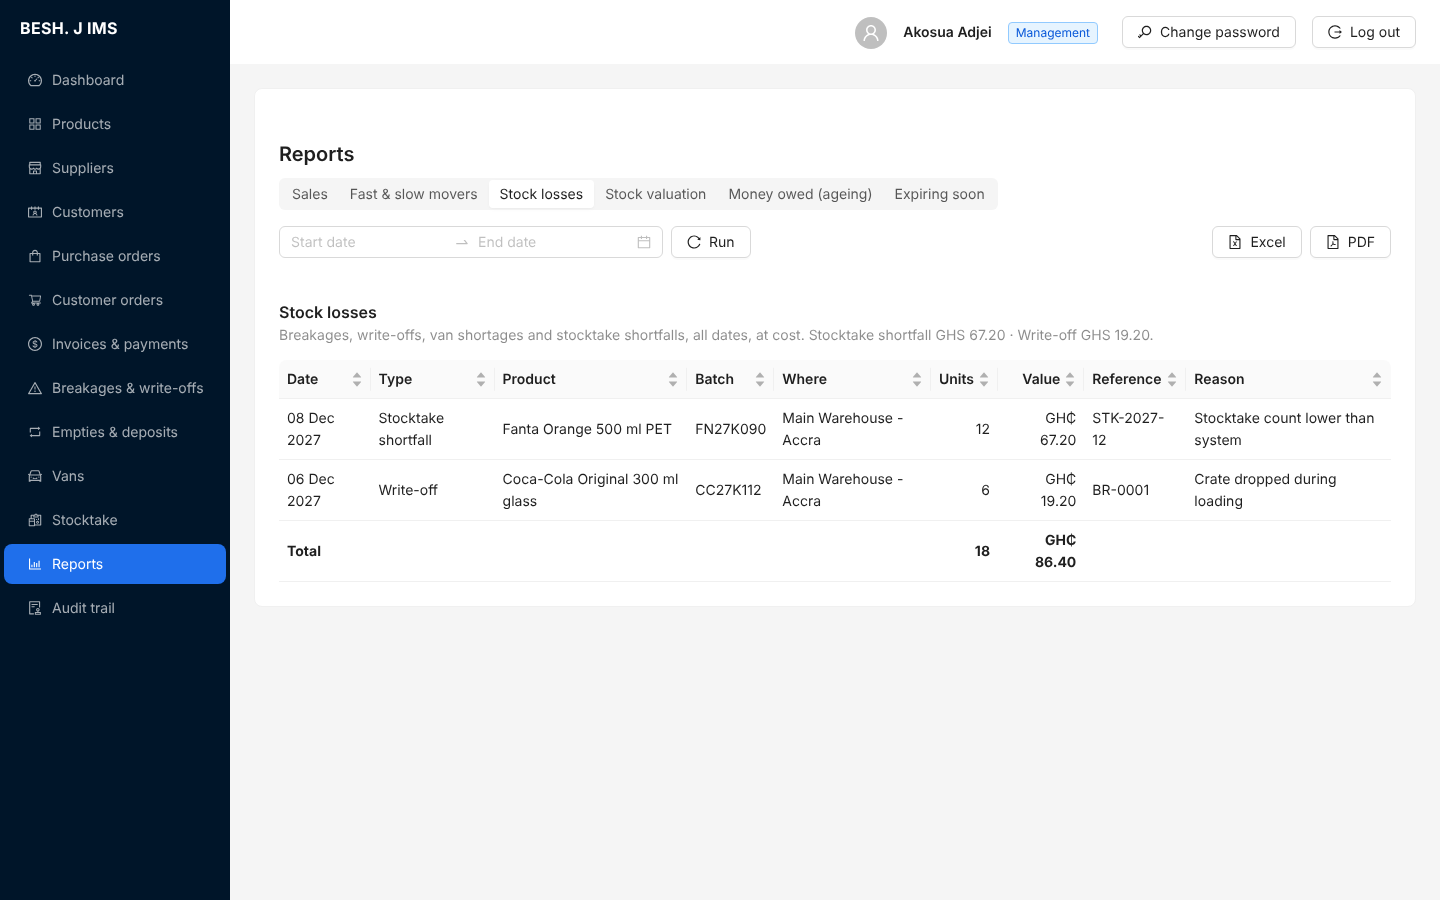 BESH. J IMS
Dashboard
Products
Suppliers
Customers
Purchase orders
Customer orders
Invoices & payments
Breakages & write-offs
Empties & deposits
Vans
Stocktake
Reports
Audit trail
Akosua Adjei Management Change password Log out
Reports
Sales Fast & slow movers Stock losses Stock valuation Money owed (ageing) Expiring soon
Start date End date Run Excel PDF
Stock losses
Breakages, write-offs, van shortages and stocktake shortfalls, all dates, at cost. Stocktake shortfall GHS 67.20 · Write-off GHS 19.20.
Date Type Product Batch Where Units Value Reference Reason
08 Dec 2027 Stocktake shortfall Fanta Orange 500 ml PET FN27K090 Main Warehouse - Accra 12 GH₵ 67.20 STK-2027-12 Stocktake count lower than system
06 Dec 2027 Write-off Coca-Cola Original 300 ml glass CC27K112 Main Warehouse - Accra 6 GH₵ 19.20 BR-0001 Crate dropped during loading
Total 18 GH₵ 86.40